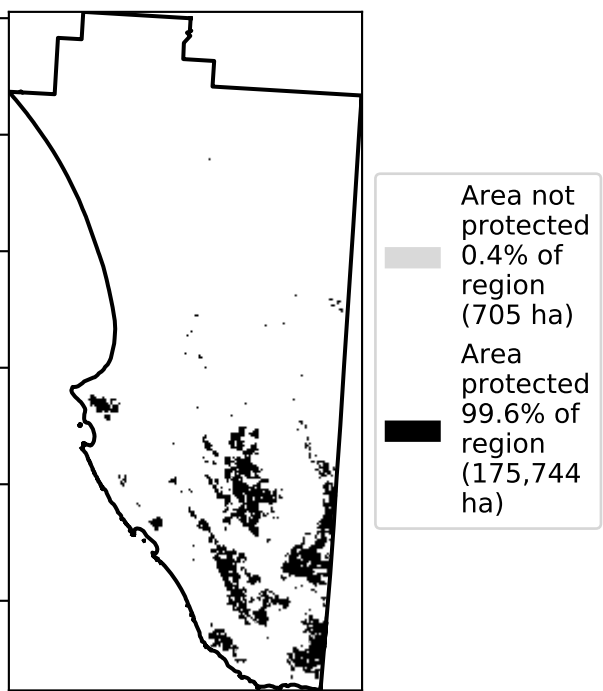 Area not
protected
0.4% of
region
(705 ha)
Area
protected
99.6% of
region
(175,744
ha)